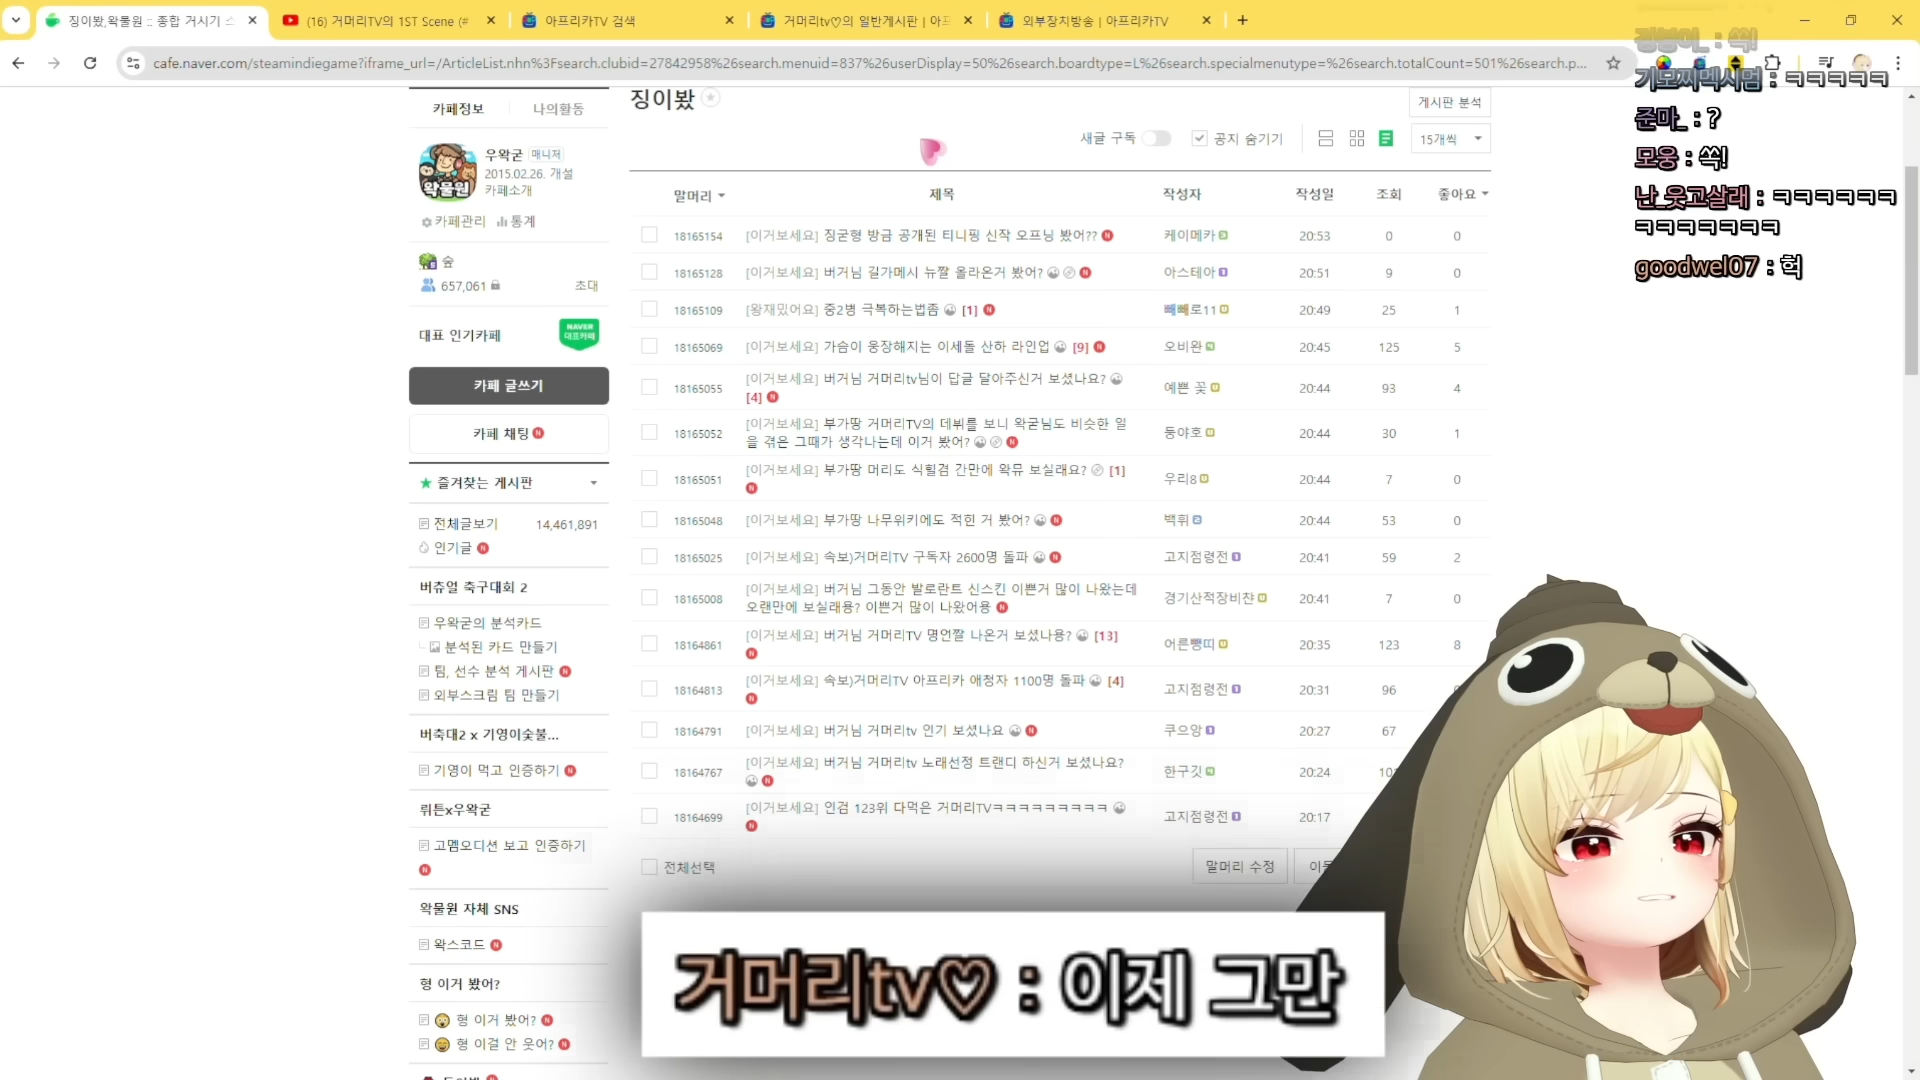 징이봤,왁물원 :: 종합 거시기 스
(16) 거머리TV의 1ST Scene (#
아프리카TV 검색
거머리tv♡의 일반게시판 | 아프
외부장치방송 | 아프리카TV
cafe.naver.com/steamindiegame?iframe_url=/ArticleList.nhn%3Fsearch.clubid=27842958%26search.menuid=837%26userDisplay=50%26search.boardtype=L%26search.specialmenutype=%26search.totalCount=501%26search.p...
카페정보
나의활동
우왁굳 매니저
2015.02.26. 개설
카페소개
왁물원
카페관리 통계
숲
657,061
초대
대표 인기카페
NAVER
대표카페
카페 글쓰기
카페 채팅
즐겨찾는 게시판
전체글보기 14,461,891
인기글
버츄얼 축구대회 2
우왁굳의 분석카드
분석된 카드 만들기
팀, 선수 분석 게시판
외부스크림 팀 만들기
버축대2 x 기영이숯불...
기영이 먹고 인증하기
뤼튼x우왁굳
고멤오디션 보고 인증하기
왁물원 자체 SNS
왁스코드
형 이거 봤어?
형 이거 봤어?
형 이걸 안 웃어?
징이봤
게시판 분석
새글 구독
공지 숨기기
15개씩
말머리 제목 작성자 작성일 조회 좋아요
18165154 [이거보세요] 징굳형 방금 공개된 티니핑 신작 오프닝 봤어?? 케이메카 20:53 0 0
18165128 [이거보세요] 버거님 길가메시 뉴짤 올라온거 봤어? 아스테아 20:51 9 0
18165109 [왕재밌어요] 중2병 극복하는법좀 [1] 빼빼로11 20:49 25 1
18165069 [이거보세요] 가슴이 웅장해지는 이세돌 산하 라인업 [9] 오비완 20:45 125 5
18165055 [이거보세요] 버거님 거머리tv님이 답글 달아주신거 보셨나요? 예쁜 꽃 20:44 93 4
[4]
18165052 [이거보세요] 부가땅 거머리TV의 데뷔를 보니 왁굳님도 비슷한 일 둥야호 20:44 30 1
을 겪은 그때가 생각나는데 이거 봤어?
18165051 [이거보세요] 부가땅 머리도 식힐겸 간만에 왁뮤 보실래요? [1] 우리8 20:44 7 0
18165048 [이거보세요] 부가땅 나무위키에도 적힌 거 봤어? 백휘 20:44 53 0
18165025 [이거보세요] 속보)거머리TV 구독자 2600명 돌파 고지점령전 20:41 59 2
18165008 [이거보세요] 버거님 그동안 발로란트 신스킨 이쁜거 많이 나왔는데 경기산적장비찬 20:41 7 0
오랜만에 보실래용? 이쁜거 많이 나왔어용
18164861 [이거보세요] 버거님 거머리TV 명언짤 나온거 보셨나용? [13] 어른빵띠 20:35 123 8
18164813 [이거보세요] 속보)거머리TV 아프리카 애청자 1100명 돌파 [4] 고지점령전 20:31 96
18164791 [이거보세요] 버거님 거머리tv 인기 보셨나요 쿠으앙 20:27 67
18164767 [이거보세요] 버거님 거머리tv 노래선정 트랜디 하신거 보셨나요? 한구깃 20:24
18164699 [이거보세요] 인검 123위 다먹은 거머리TVㅋㅋㅋㅋㅋㅋㅋㅋㅋ 고지점령전 20:17
전체선택
말머리 수정
이동
: 쏙!
기모찌멕시멈 : ㅋㅋㅋㅋㅋ
준마_ : ?
모웅 : 쏙!
난_웃고살래 : ㅋㅋㅋㅋㅋㅋ
ㅋㅋㅋㅋㅋㅋㅋ
goodwel07 : 헉
거머리tv♡ : 이제 그만